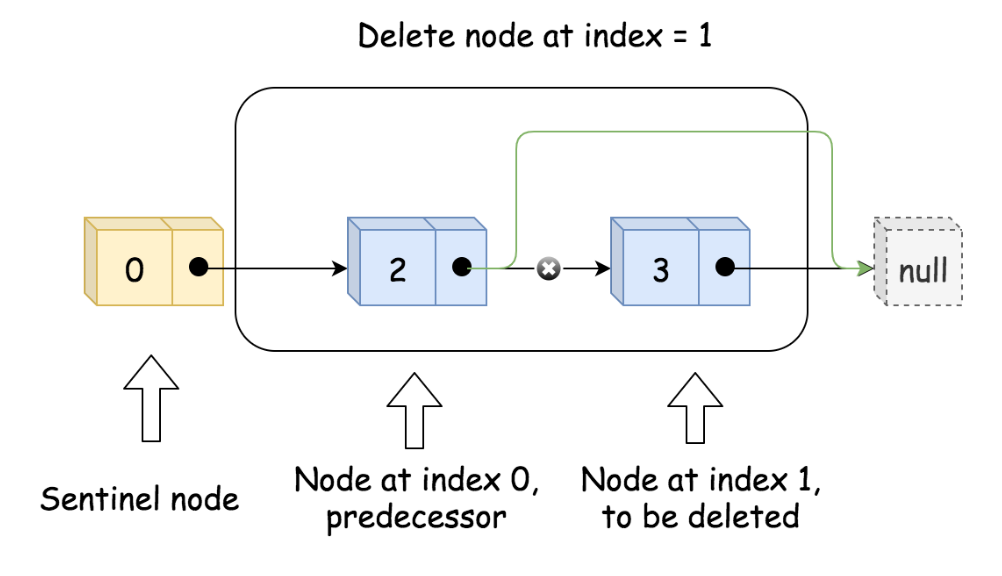 Delete node at index = 1
0
2
3
null
Sentinel node
Node at index 0,
predecessor
Node at index 1,
to be deleted